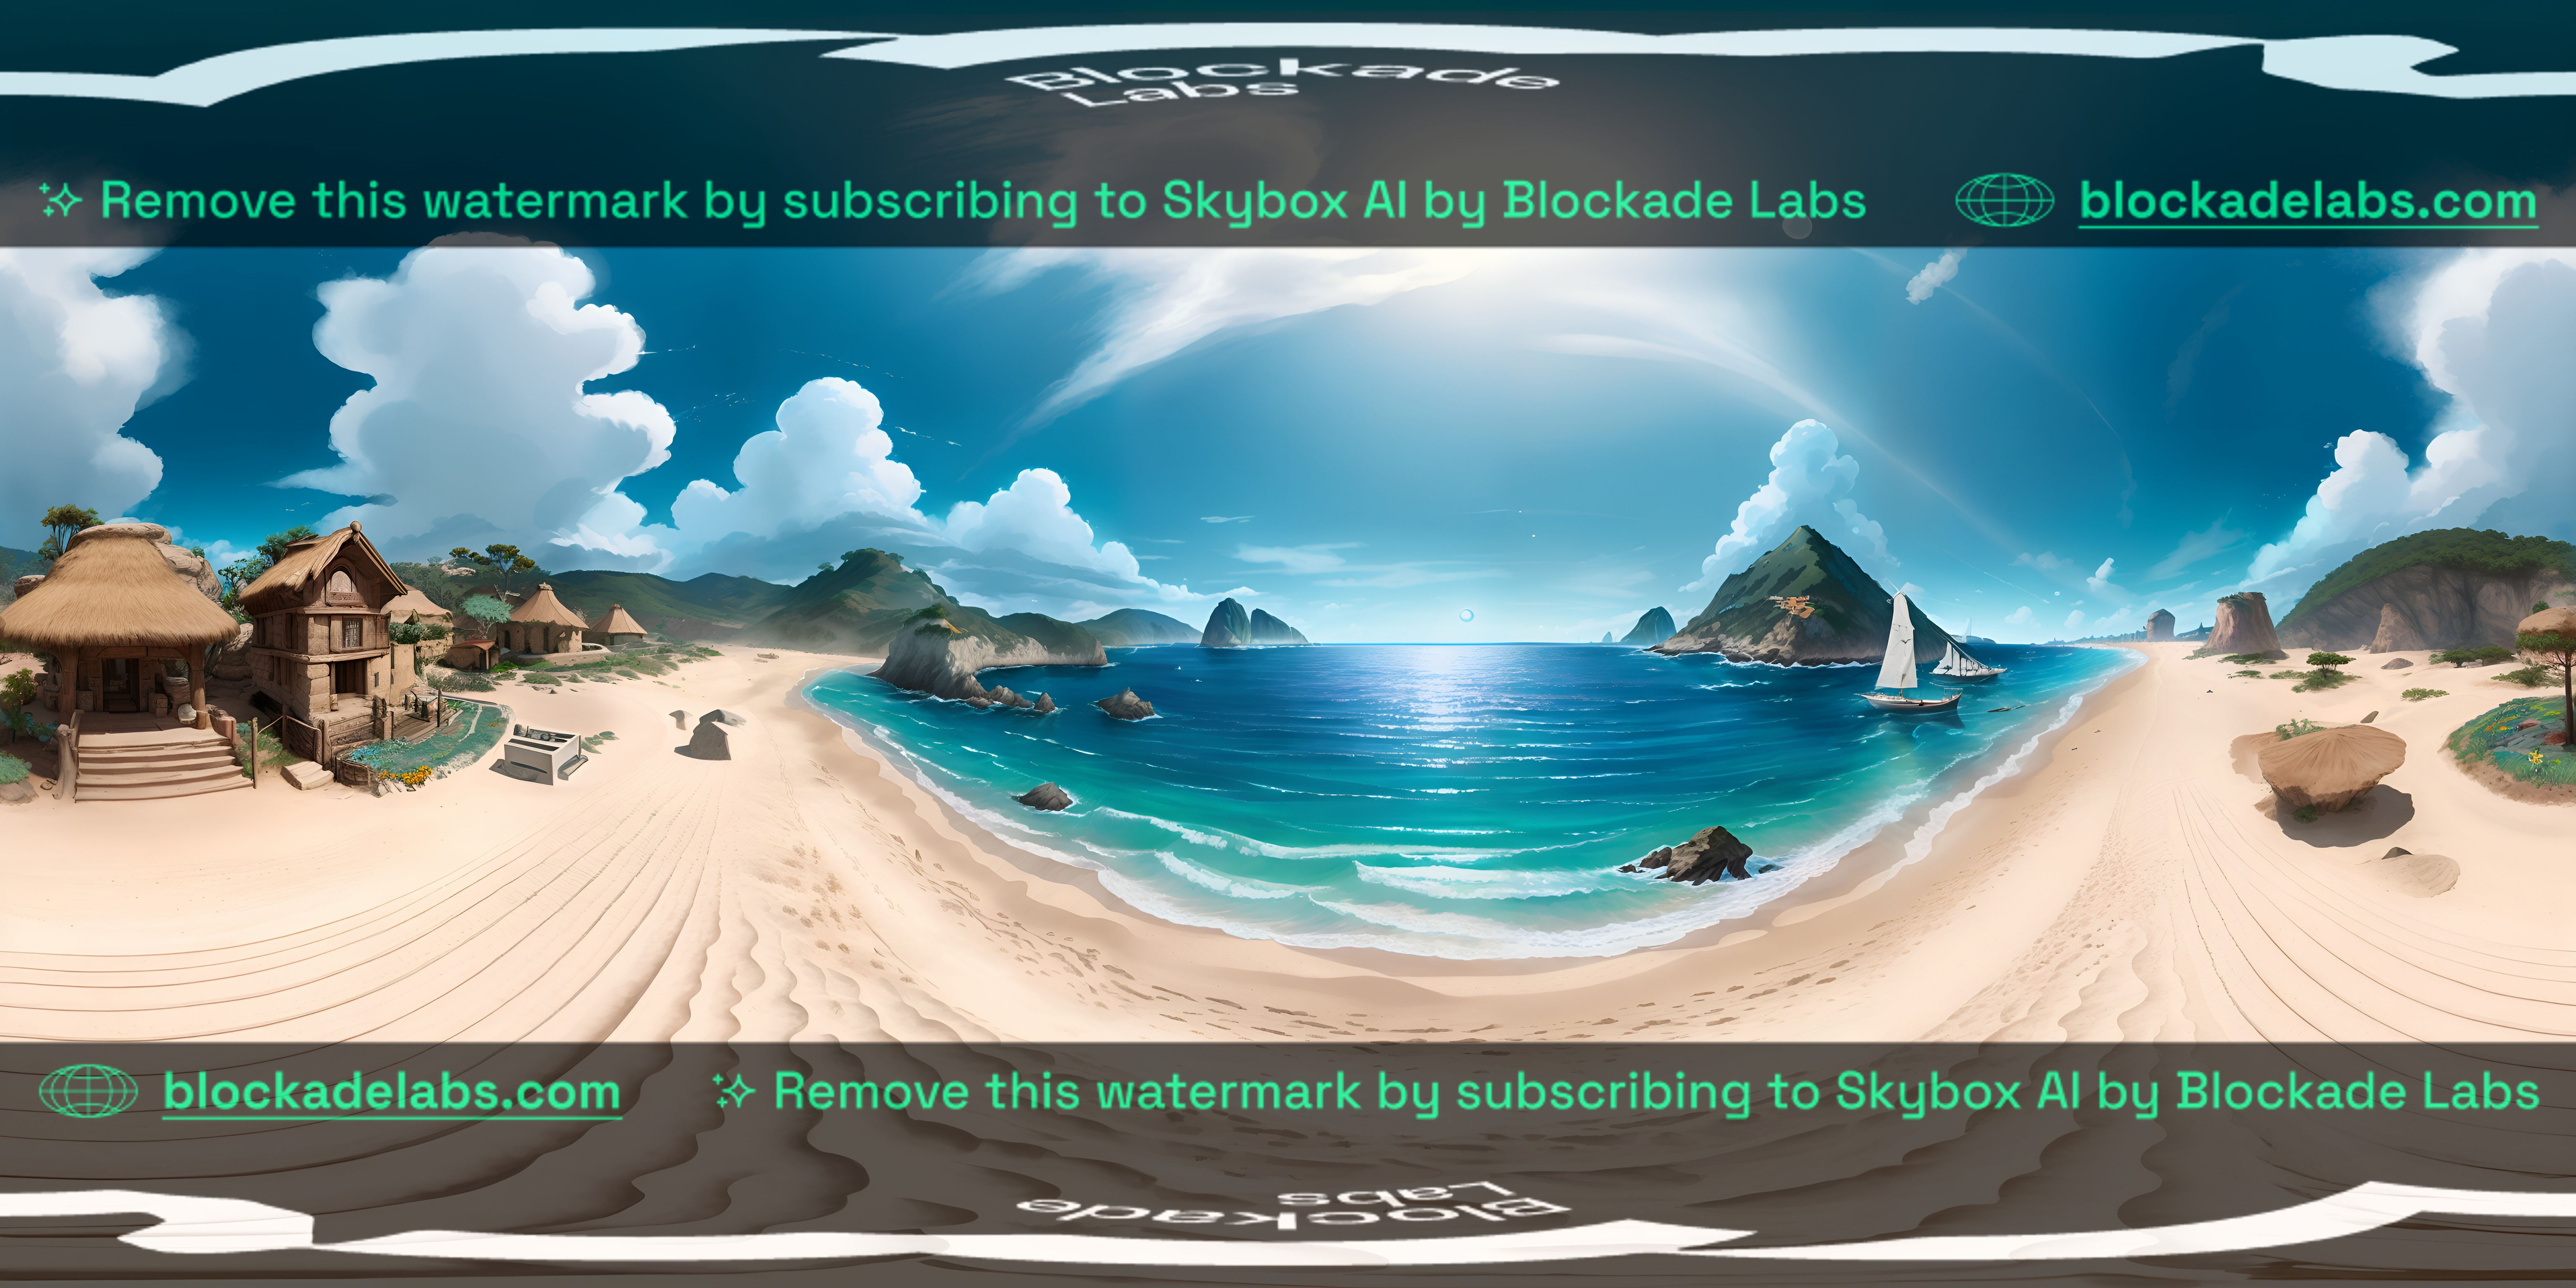 Blockade
Labs
Remove this watermark by subscribing to Skybox AI by Blockade Labs
blockadelabs.com
blockadelabs.com
Remove this watermark by subscribing to Skybox AI by Blockade Labs
Labs
Blockade